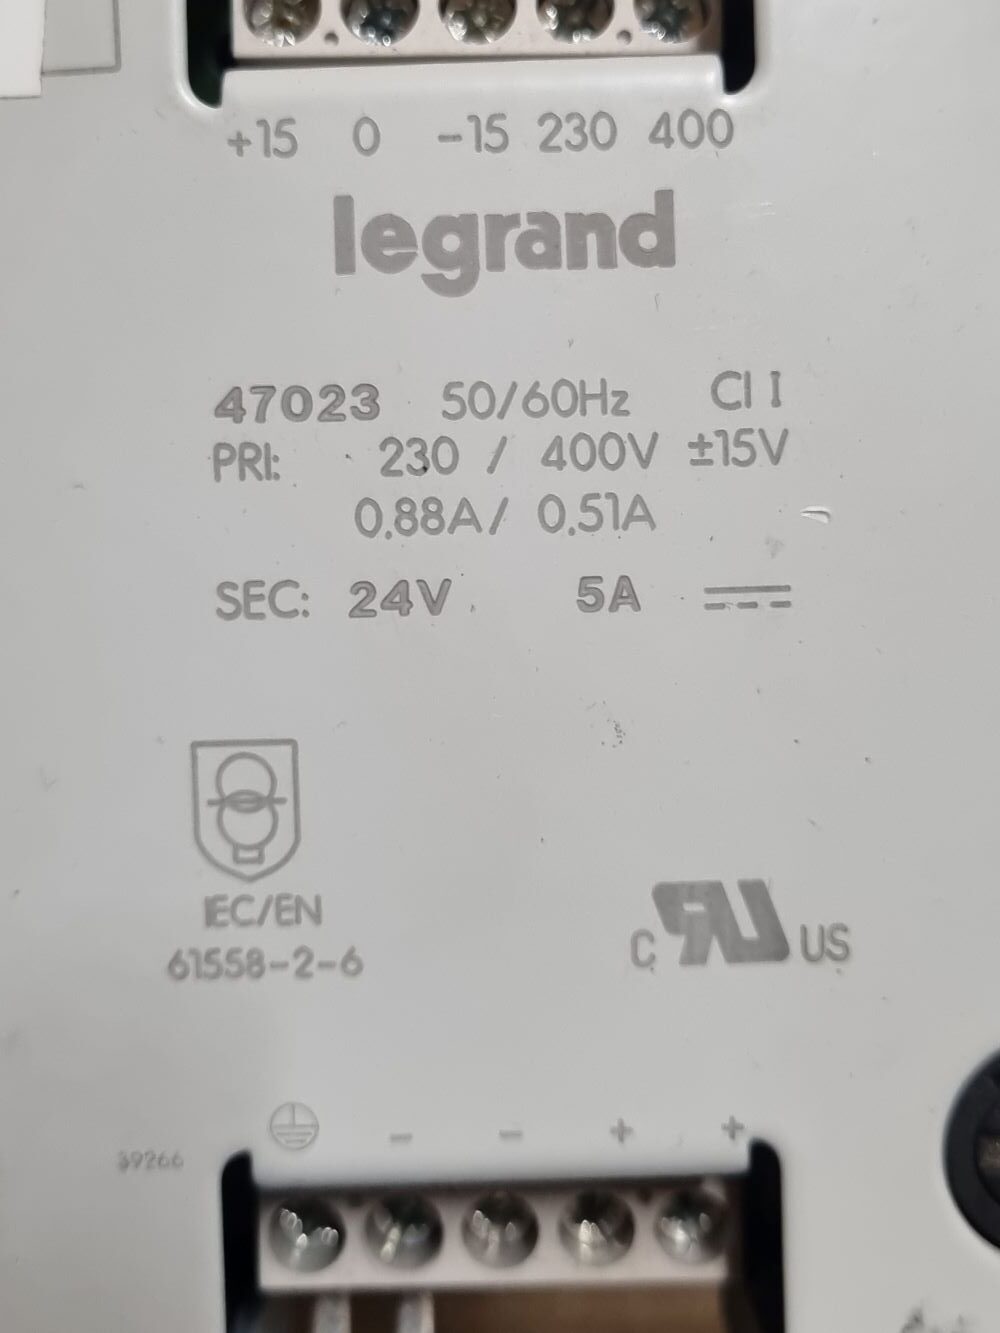 +15 0 -15 230 400
legrand
47023 50/60Hz Cl I
PRI: 230 / 400V ±15V
0,88A/ 0,51A
SEC: 24V 5A
IEC/EN
61558-2-6
C RU US
- - + +
39266